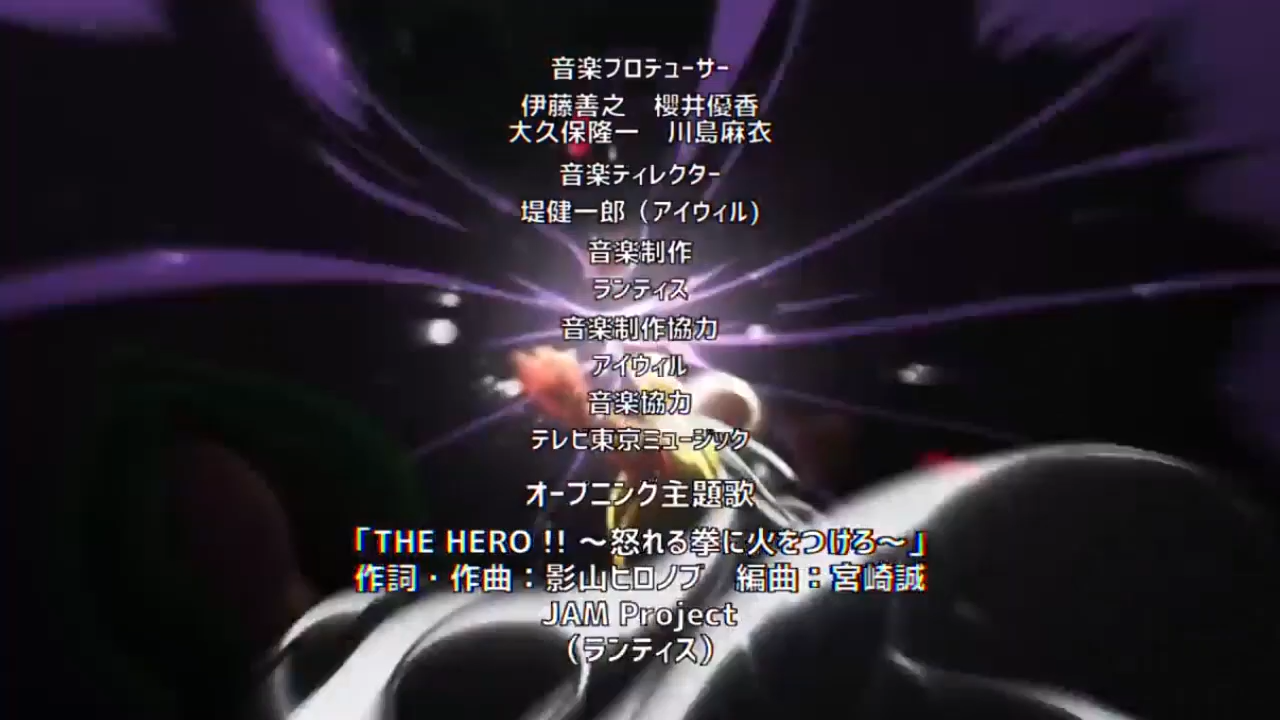 音楽プロデューサー
伊藤善之　櫻井優香
大久保隆一　川島麻衣
音楽ディレクター
堤健一郎（アイウィル）
音楽制作
ランティス
音楽制作協力
アイウィル
音楽協力
テレビ東京ミュージック
オープニング主題歌
「THE HERO !! ～怒れる拳に火をつけろ～」
作詞・作曲：影山ヒロノブ　編曲：宮崎誠
JAM Project
（ランティス）